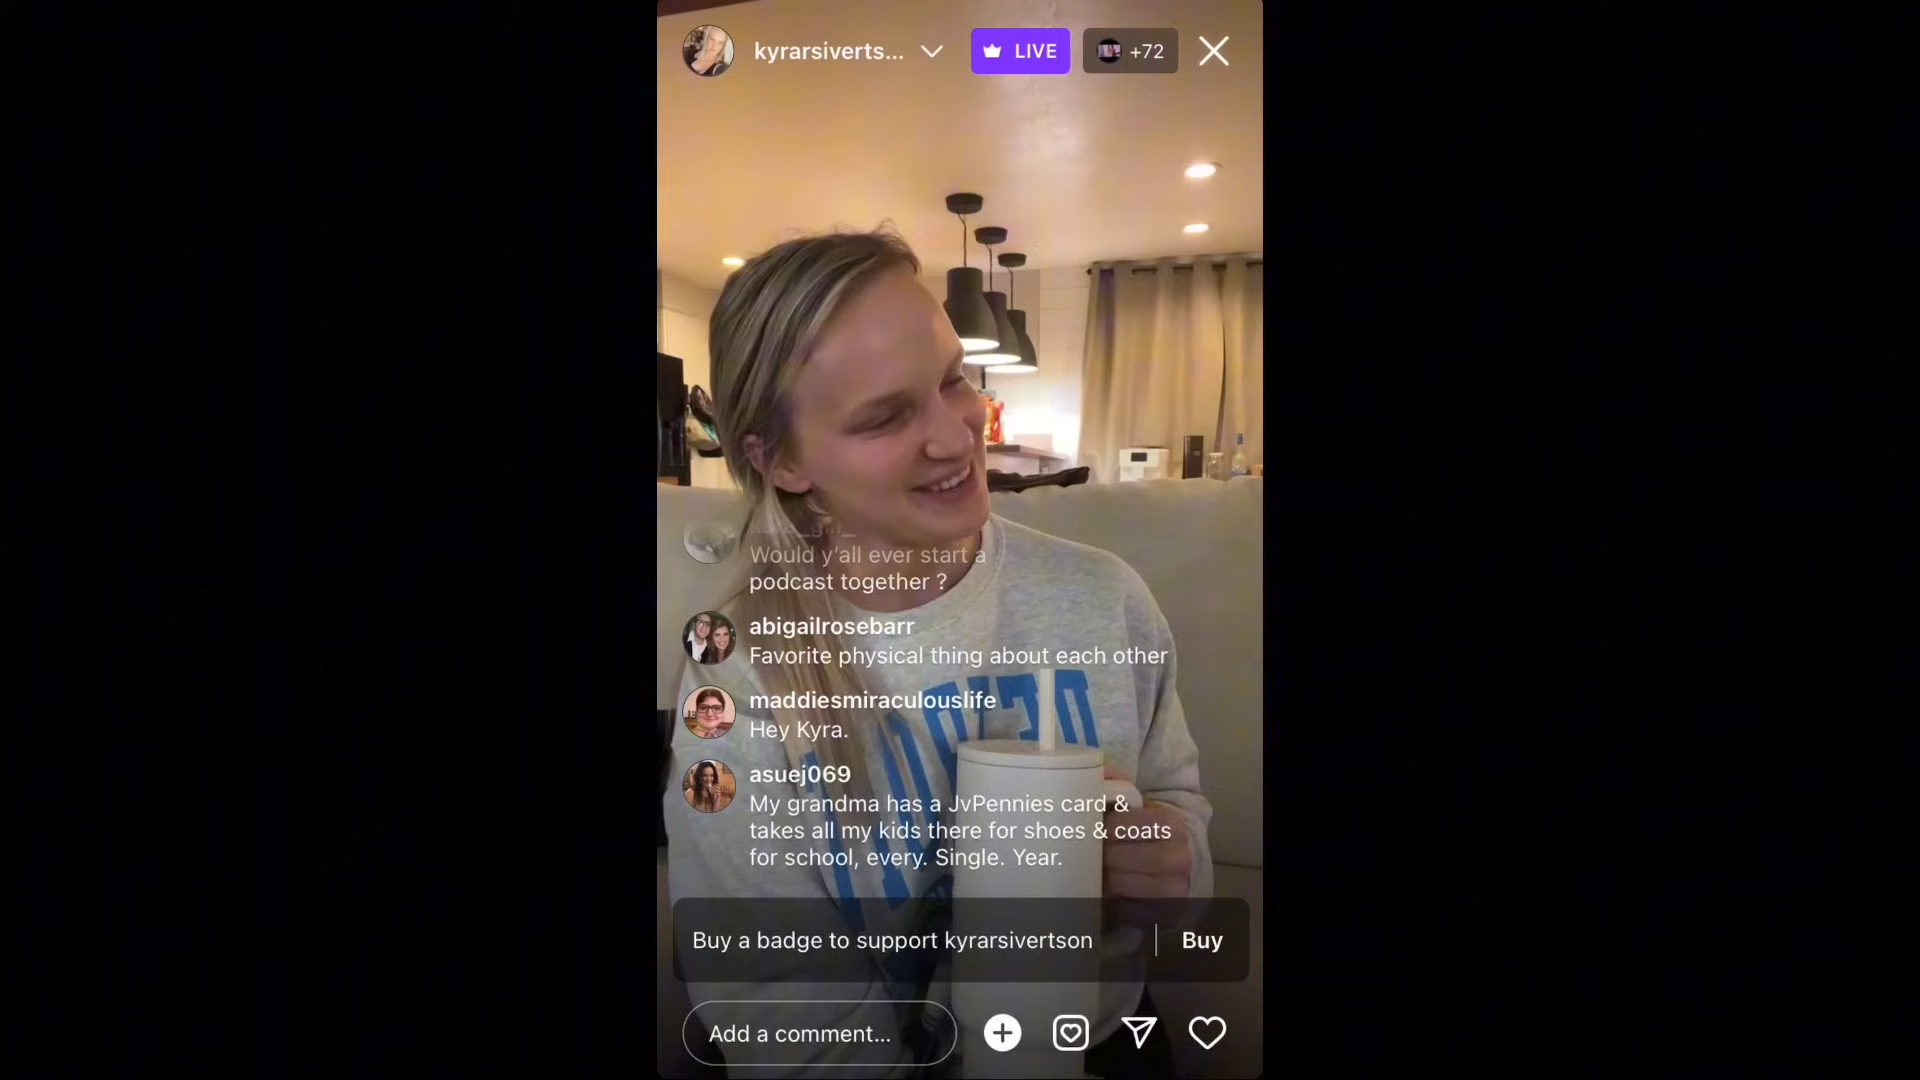 kyrarsiverts...
LIVE
+72
Would y'all ever start a
podcast together ?
abigailrosebarr
Favorite physical thing about each other
maddiesmiraculouslife
Hey Kyra.
asuej069
My grandma has a JvPennies card &
takes all my kids there for shoes & coats
for school, every. Single. Year.
Buy a badge to support kyrarsivertson
Buy
Add a comment...